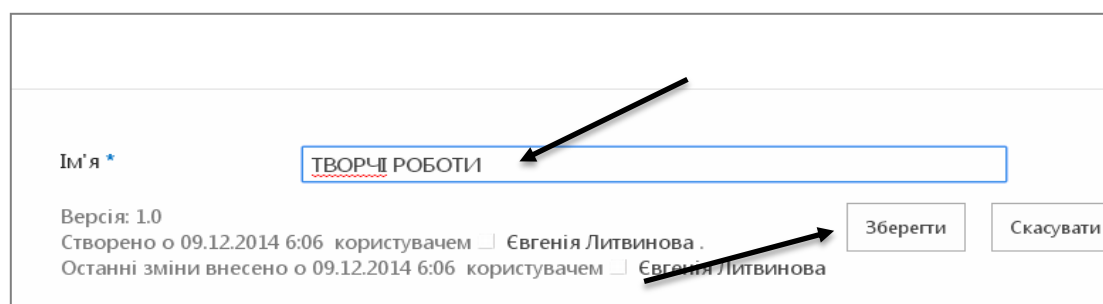 Ім'я *
ТВОРЧІ РОБОТИ
Версія: 1.0
Створено о 09.12.2014 6:06 користувачем Євгенія Литвинова .
Останні зміни внесено о 09.12.2014 6:06 користувачем Євгенія Литвинова
Зберегти
Скасувати